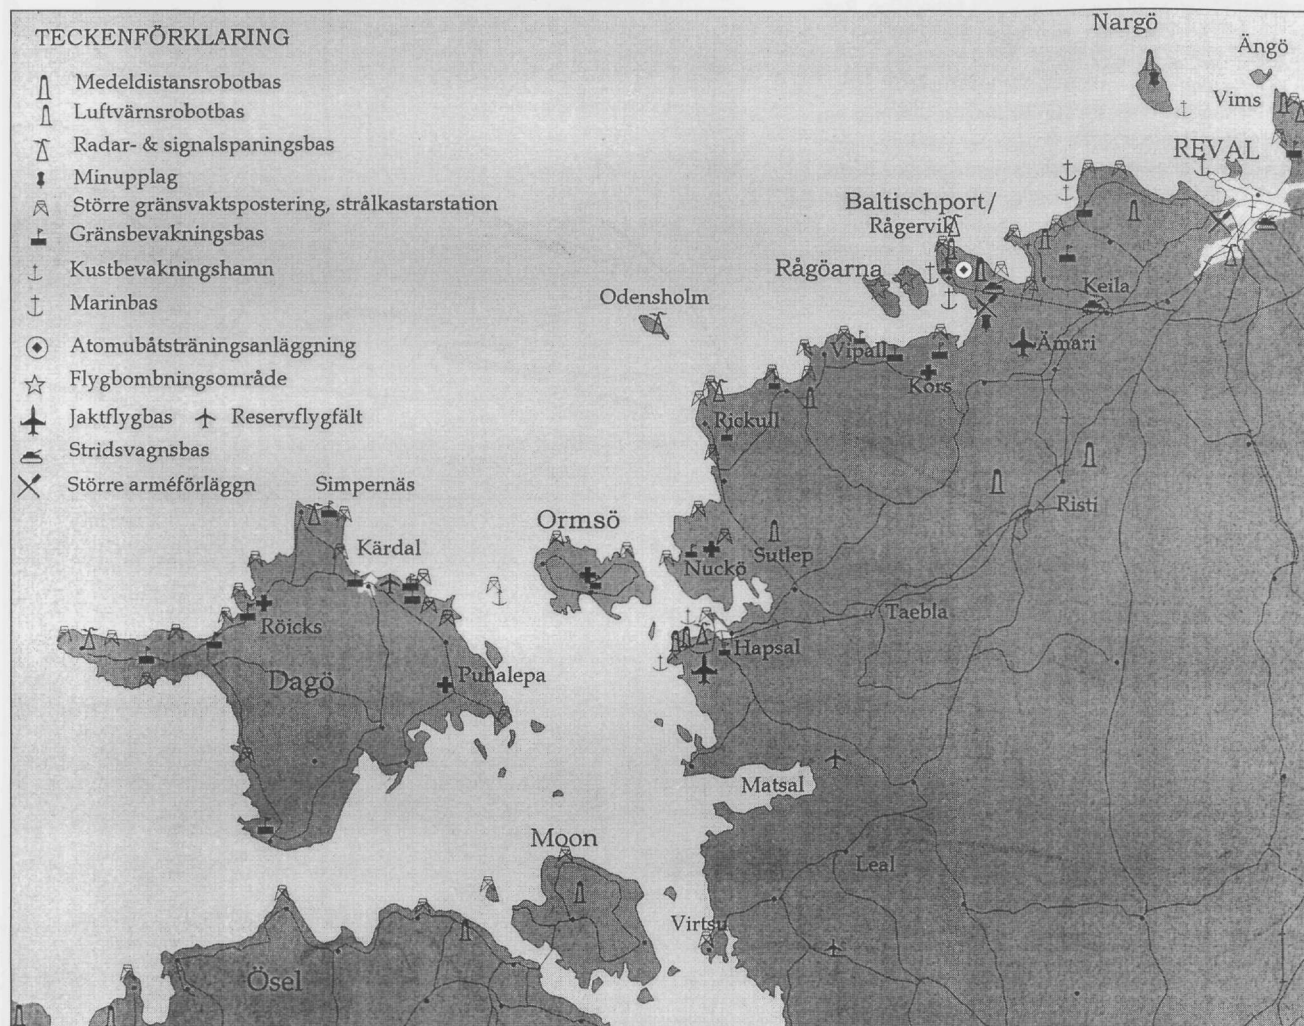 TECKENFÖRKLARING
Medeldistansrobotbas
Luftvärnsrobotbas
Radar- & signalspaningsbas
Minupplag
Större gränsvaktspostering, strålkastarstation
Gränsbevakningsbas
Kustbevakningshamn
Marinbas
Atomubåtsträningsanläggning
Flygbombningsområde
Jaktflygbas Reservflygfält
Stridsvagnsbas
Större arméförläggn
Nargö
Ängö
Vims
REVAL
Baltischport/
Rågervik
Rågöarna
Odensholm
Keila
Ämari
Vipall
Kors
Rickull
Risti
Simpernäs
Ormsö
Kärdal
Nuckö
Sutlep
Taebla
Röicks
Hapsal
Dagö
Puhalepa
Matsal
Moon
Leal
Virtsu
Ösel